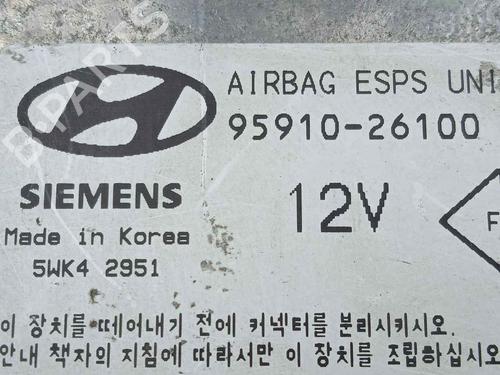 AIRBAG ESPS UNI
95910-26100
SIEMENS
12V
F
Made in Korea
5WK4 2951
이 장치를 떼어내기 전에 커넥터를 분리시키시오.
안내 책자의 지침에 따라서만 이 장치를 조립하십시오
B-PARTS